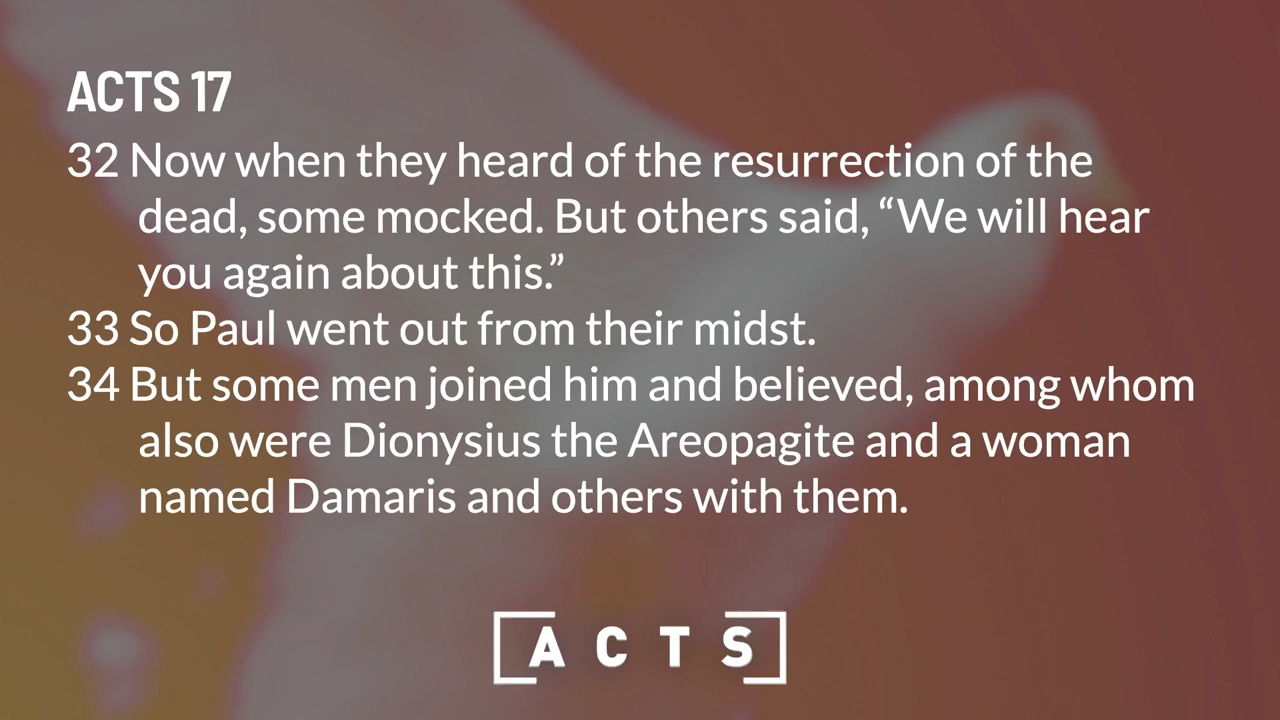 ACTS 17
32 Now when they heard of the resurrection of the
dead, some mocked. But others said, “We will hear
you again about this.”
33 So Paul went out from their midst.
34 But some men joined him and believed, among whom
also were Dionysius the Areopagite and a woman
named Damaris and others with them.
ACTS